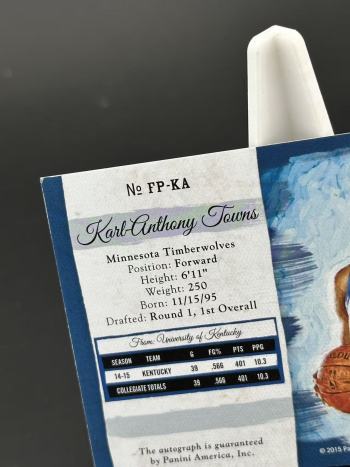 № FP-KA
Karl-Anthony Towns
Minnesota Timberwolves
Position: Forward
Height: 6'11"
Weight: 250
Born: 11/15/95
Drafted: Round 1, 1st Overall
From: University of Kentucky
SEASON TEAM G FG% PTS PPG
14-15 KENTUCKY 39 .566 401 10.3
COLLEGIATE TOTALS 39 .566 401 10.3
The autograph is guaranteed
by Panini America, Inc.
© 2015 Pa